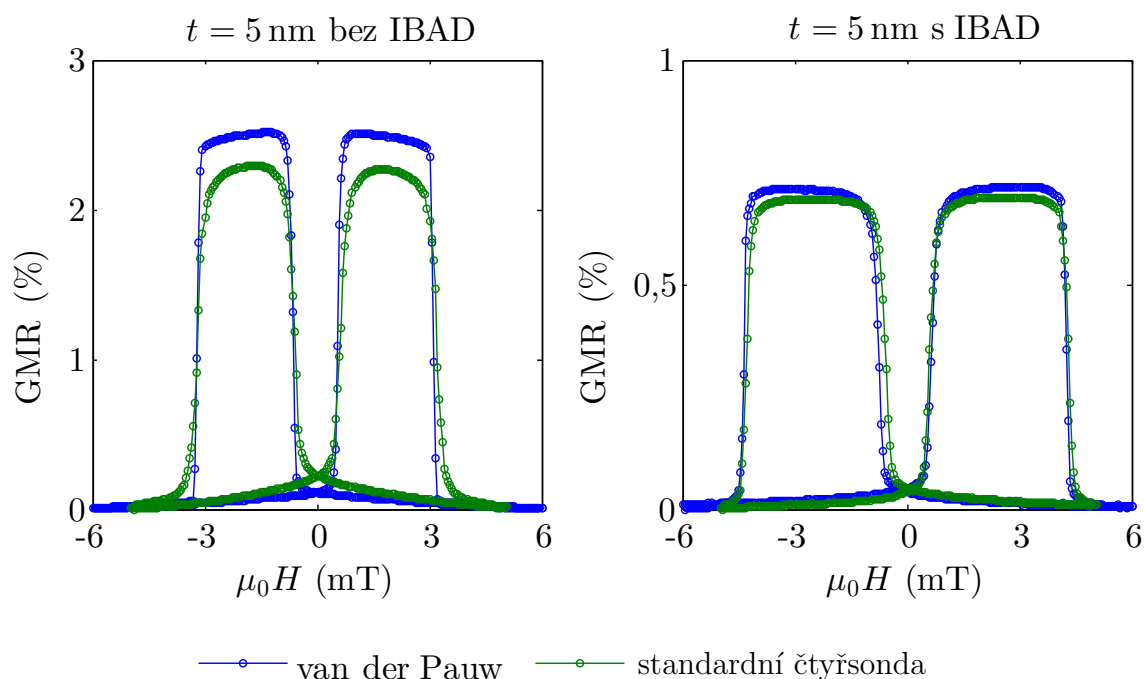 t = 5 nm bez IBAD
3
2
1
0
GMR (%)
-6 -3 0 3 6
μ₀H (mT)
t = 5 nm s IBAD
1
0,5
0
GMR (%)
-6 -3 0 3 6
μ₀H (mT)
van der Pauw
standardní čtyřsonda